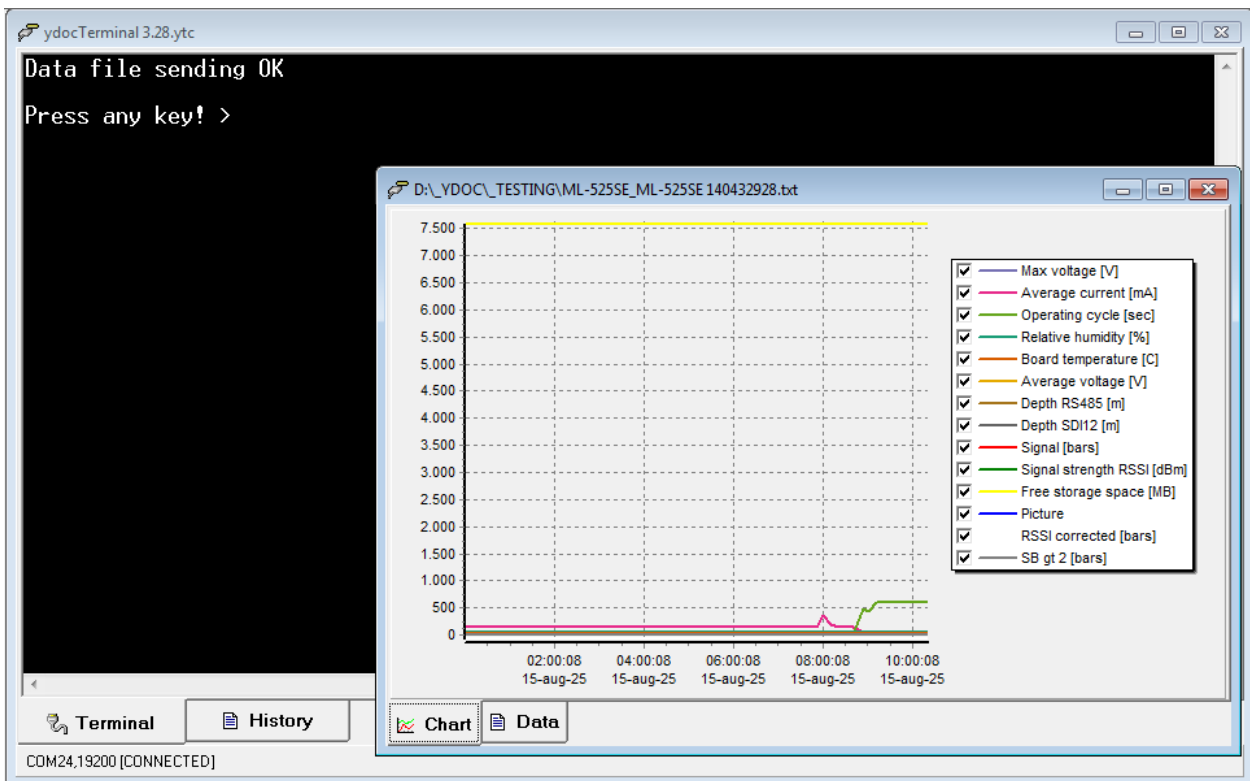 ydocTerminal 3.28.ytc
Data file sending OK
Press any key! >
D:\_YDOC\_TESTING\ML-525SE_ML-525SE 140432928.txt
7.500
7.000
6.500
6.000
5.500
5.000
4.500
4.000
3.500
3.000
2.500
2.000
1.500
1.000
500
0
02:00:08 04:00:08 06:00:08 08:00:08 10:00:08
15-aug-25 15-aug-25 15-aug-25 15-aug-25 15-aug-25
Max voltage [V]
Average current [mA]
Operating cycle [sec]
Relative humidity [%]
Board temperature [C]
Average voltage [V]
Depth RS485 [m]
Depth SDI12 [m]
Signal [bars]
Signal strength RSSI [dBm]
Free storage space [MB]
Picture
RSSI corrected [bars]
SB gt 2 [bars]
Chart Data
Terminal History
COM24,19200 [CONNECTED]